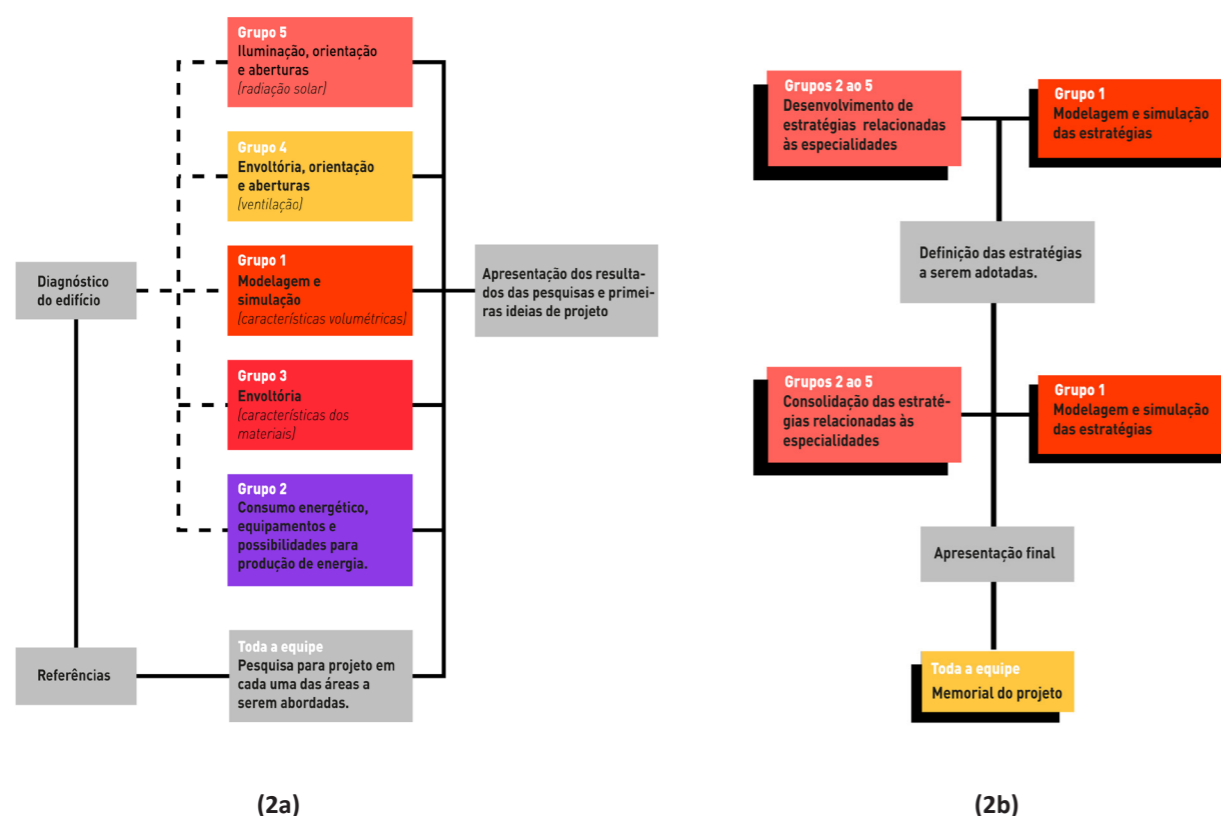 Grupo 5
Iluminação, orientação
e aberturas
(radiação solar)
Grupo 4
Envoltória, orientação
e aberturas
(ventilação)
Diagnóstico
do edifício
Grupo 1
Modelagem e
simulação
(características volumétricas)
Apresentação dos resulta-
dos das pesquisas e primei-
ras ideias de projeto
Grupo 3
Envoltória
(características dos
materiais)
Grupo 2
Consumo energético,
equipamentos e
possibilidades para
produção de energia.
Referências
Toda a equipe
Pesquisa para projeto em
cada uma das áreas a
serem abordadas.
(2a)
Grupos 2 ao 5
Desenvolvimento de
estratégias relacionadas
às especialidades
Grupo 1
Modelagem e simulação
das estratégias
Definição das estratégias
a serem adotadas.
Grupos 2 ao 5
Consolidação das estraté-
gias relacionadas às
especialidades
Grupo 1
Modelagem e simulação
das estratégias
Apresentação final
Toda a equipe
Memorial do projeto
(2b)